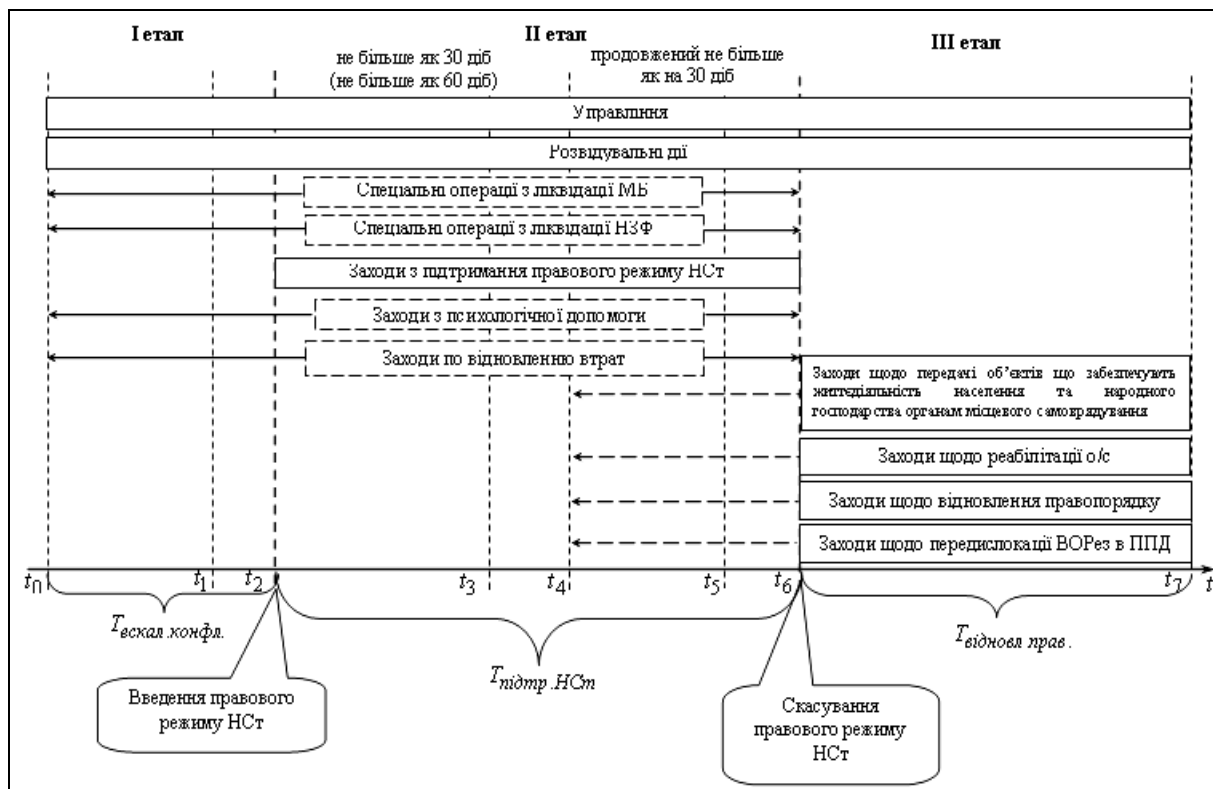 І етап
ІІ етап
ІІІ етап
не більше як 30 діб
(не більше як 60 діб)
продовжений не більше
як на 30 діб
Управління
Розвідувальні дії
Спеціальні операції з ліквідації МБ
Спеціальні операції з ліквідації НЗФ
Заходи з підтримання правового режиму НСт
Заходи з психологічної допомоги
Заходи по відновленню втрат
Заходи щодо передачі об’єктів що забезпечують
життєдіяльність населення та народного
господарства органам місцевого самоврядування
Заходи щодо реабілітації о/с
Заходи щодо відновлення правопорядку
Заходи щодо передислокації ВОРез в ППД
t0 t1 t2 t3 t4 t5 t6 t7 t
Tескал.конфл.
Tпідтр.НСт
Tвідновл прав.
Введення правового
режиму НСт
Скасування
правового режиму
НСт